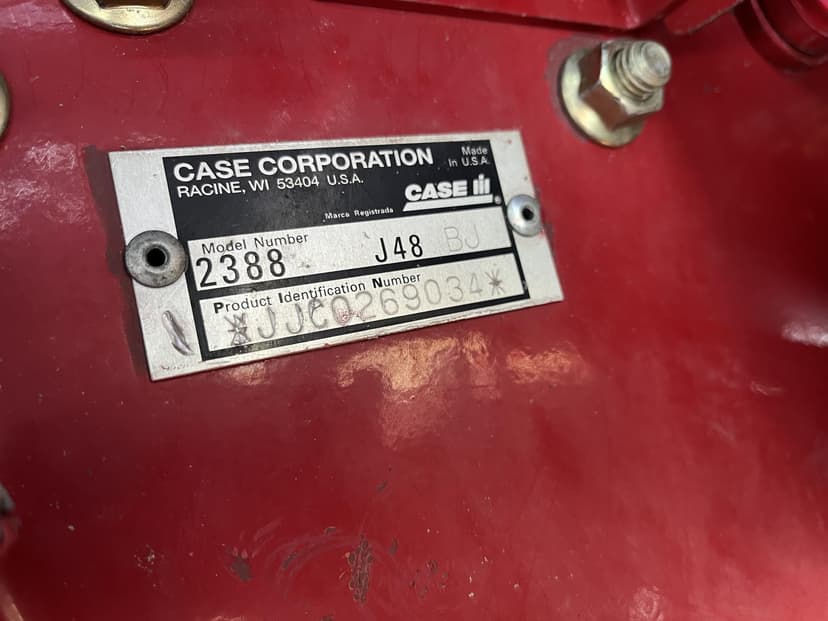 CASE CORPORATION
RACINE, WI 53404 U.S.A.
Made
In U.S.A.
Marca Registrada
CASE IH®
Model Number
2388 J48 BJ
Product Identification Number
*JJC0269034*